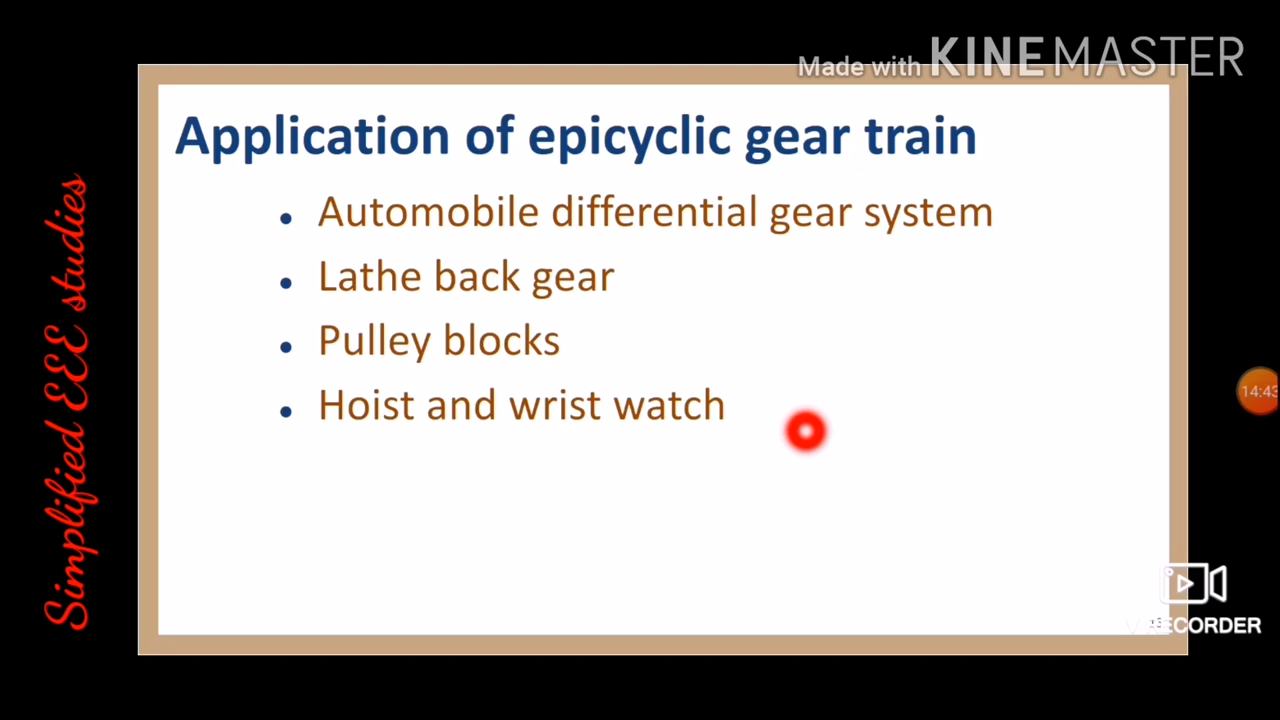 Made with KINEMASTER
Application of epicyclic gear train
• Automobile differential gear system
• Lathe back gear
• Pulley blocks
• Hoist and wrist watch
Simplified EEE studies
14:43
RECORDER